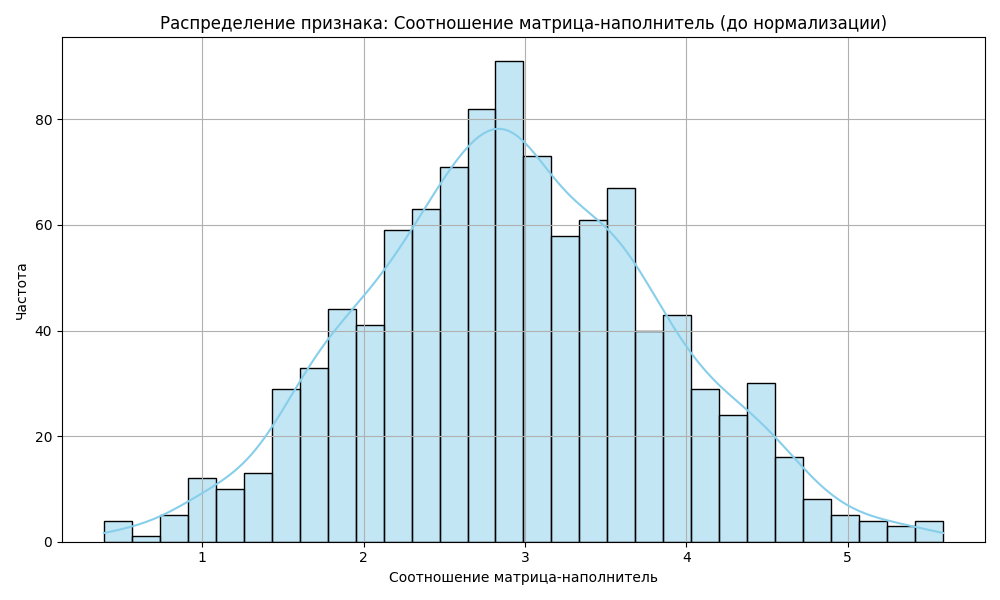 Распределение признака: Соотношение матрица-наполнитель (до нормализации)
Частота
80
60
40
20
0
1 2 3 4 5
Соотношение матрица-наполнитель